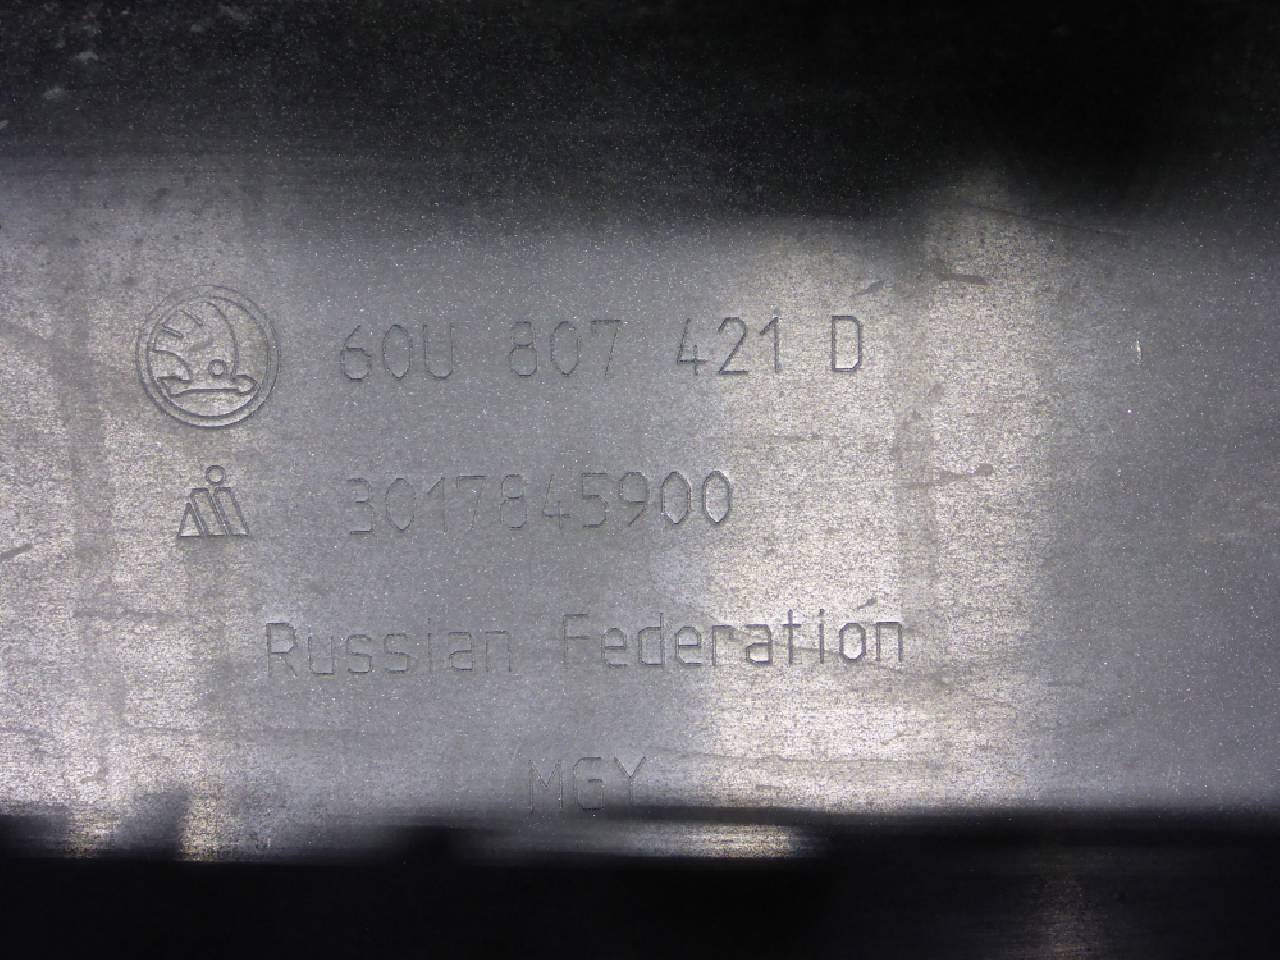 60U 807 421 D
3017845900
Russian Federation
MGY